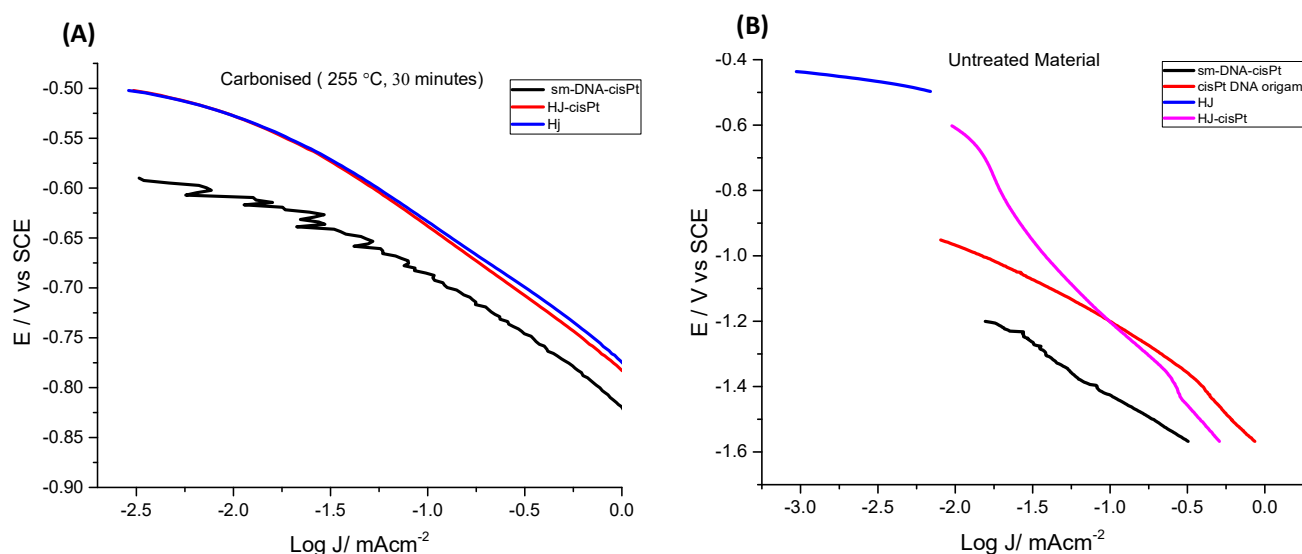 (A)
Carbonised ( 255 °C, 30 minutes)
sm-DNA-cisPt
HJ-cisPt
Hj
-0.50
-0.55
-0.60
-0.65
-0.70
-0.75
-0.80
-0.85
-0.90
E / V vs SCE
-2.5
-2.0
-1.5
-1.0
-0.5
0.0
Log J/ mAcm-2
(B)
Untreated Material
sm-DNA-cisPt
cisPt DNA origam
HJ
HJ-cisPt
-0.4
-0.6
-0.8
-1.0
-1.2
-1.4
-1.6
E / V vs SCE
-3.0
-2.5
-2.0
-1.5
-1.0
-0.5
0.0
Log J/ mAcm-2